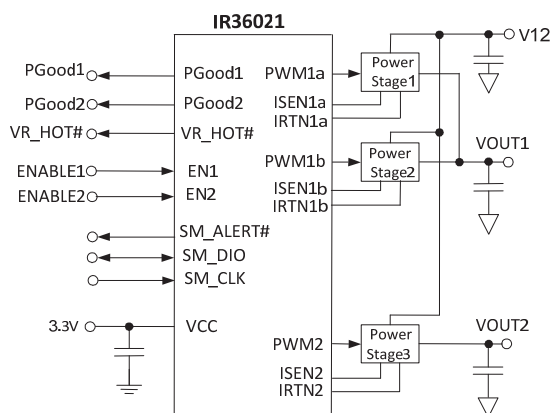 IR36021
PGood1
PGood2
VR_HOT#
ENABLE1
ENABLE2
3.3V
PGood1
PGood2
VR_HOT#
EN1
EN2
SM_ALERT#
SM_DIO
SM_CLK
VCC
PWM1a
ISEN1a
IRTN1a
PWM1b
ISEN1b
IRTN1b
PWM2
ISEN2
IRTN2
Power
Stage1
Power
Stage2
Power
Stage3
V12
VOUT1
VOUT2